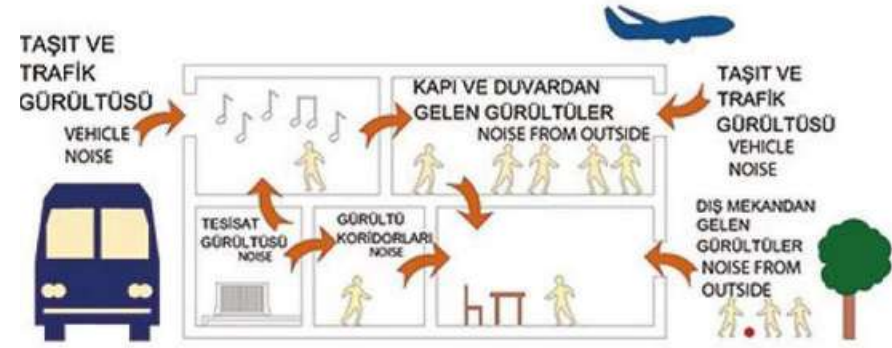 TAŞIT VE
TRAFİK
GÜRÜLTÜSÜ
VEHICLE
NOISE
KAPI VE DUVARDAN
GELEN GÜRÜLTÜLER
NOISE FROM OUTSIDE
TAŞIT VE
TRAFİK
GÜRÜLTÜSÜ
VEHICLE
NOISE
TESİSAT
GÜRÜLTÜSÜ
NOISE
GÜRÜLTÜ
KORİDORLARI
NOISE
DIŞ MEKANDAN
GELEN
GÜRÜLTÜLER
NOISE FROM
OUTSIDE